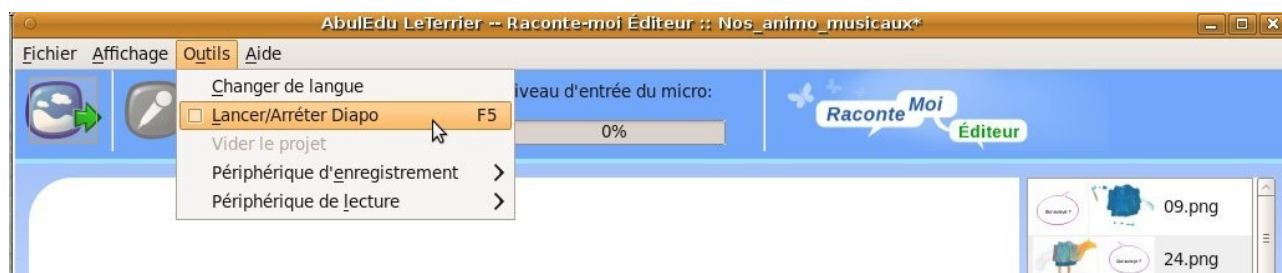 AbulEdu LeTerrier -- Raconte-moi Éditeur :: Nos_animo_musicaux*
Fichier Affichage Outils Aide
Changer de langue
iveau d'entrée du micro:
Lancer/Arréter Diapo F5
0%
Raconte Moi
Éditeur
Vider le projet
Périphérique d'enregistrement
Périphérique de lecture
09.png
24.png